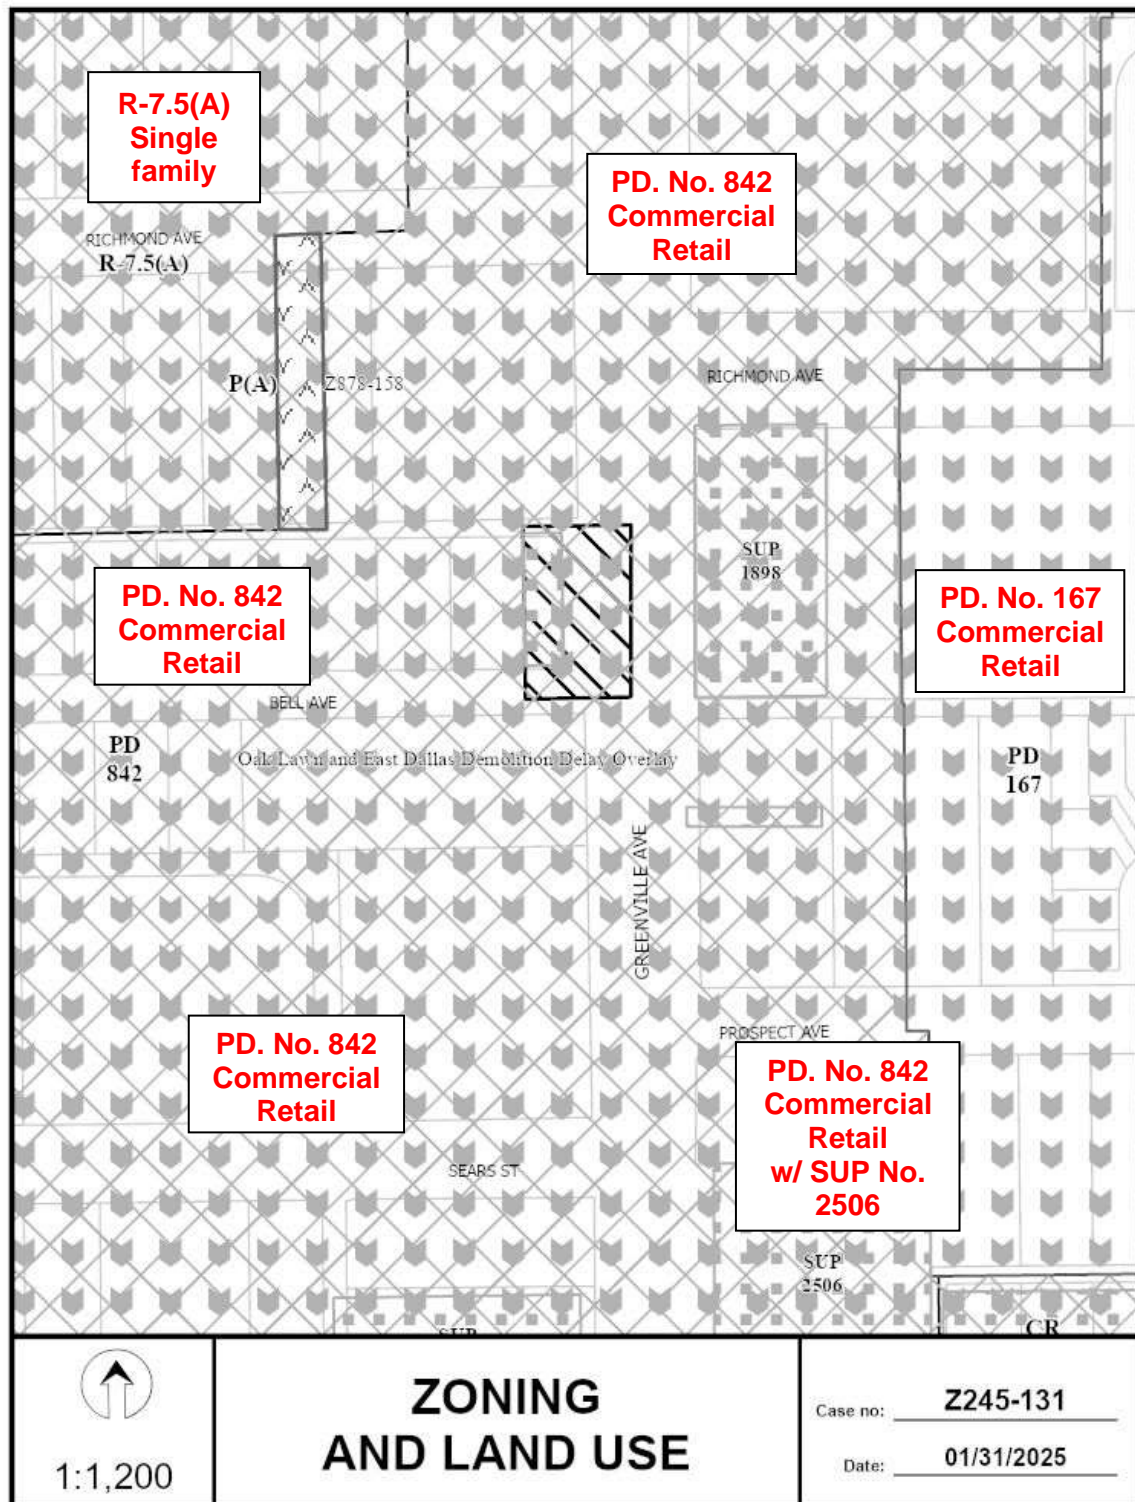 R-7.5(A)
Single
family
PD. No. 842
Commercial
Retail
RICHMOND AVE
R-7.5(A)
P(A)
Z878-158
RICHMOND AVE
SUP
1898
PD. No. 842
Commercial
Retail
PD. No. 167
Commercial
Retail
BELL AVE
PD
842
Oak Lawn and East Dallas Demolition Delay Overlay
PD
167
GREENVILLE AVE
PD. No. 842
Commercial
Retail
PROSPECT AVE
PD. No. 842
Commercial
Retail
w/ SUP No.
2506
SEARS ST
SUP
2506
SUP
CR
1:1,200
ZONING
AND LAND USE
Case no: Z245-131
Date: 01/31/2025